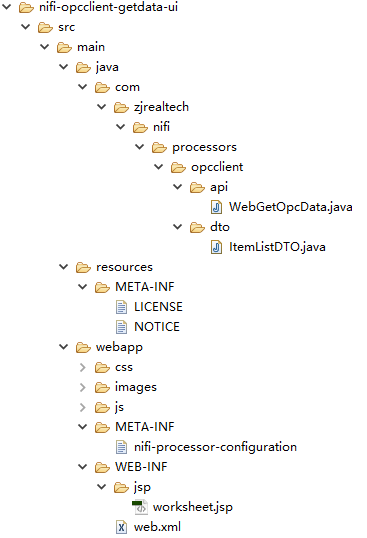 nifi-opcclient-getdata-ui
src
main
java
com
zjrealtech
nifi
processors
opcclient
api
WebGetOpcData.java
dto
ItemListDTO.java
resources
META-INF
LICENSE
NOTICE
webapp
css
images
js
META-INF
nifi-processor-configuration
WEB-INF
jsp
worksheet.jsp
web.xml